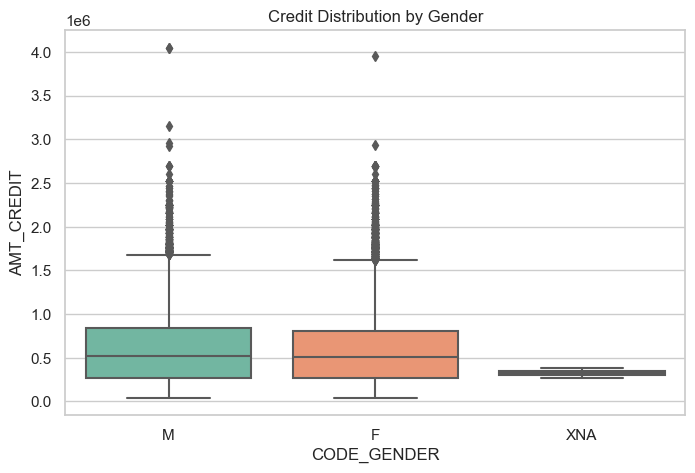 Credit Distribution by Gender
1e6
4.0
3.5
3.0
2.5
2.0
1.5
1.0
0.5
0.0
AMT_CREDIT
M F XNA
CODE_GENDER